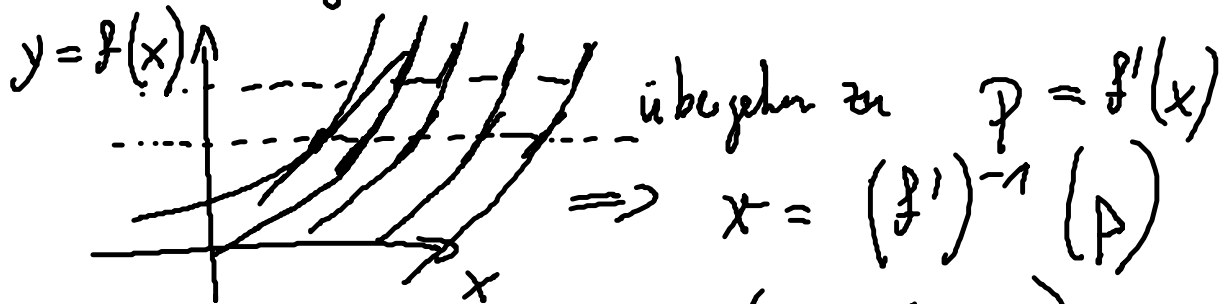 y = f(x)
übergehen zu p = f'(x)
⇒ x = (f')⁻¹ (p)
x